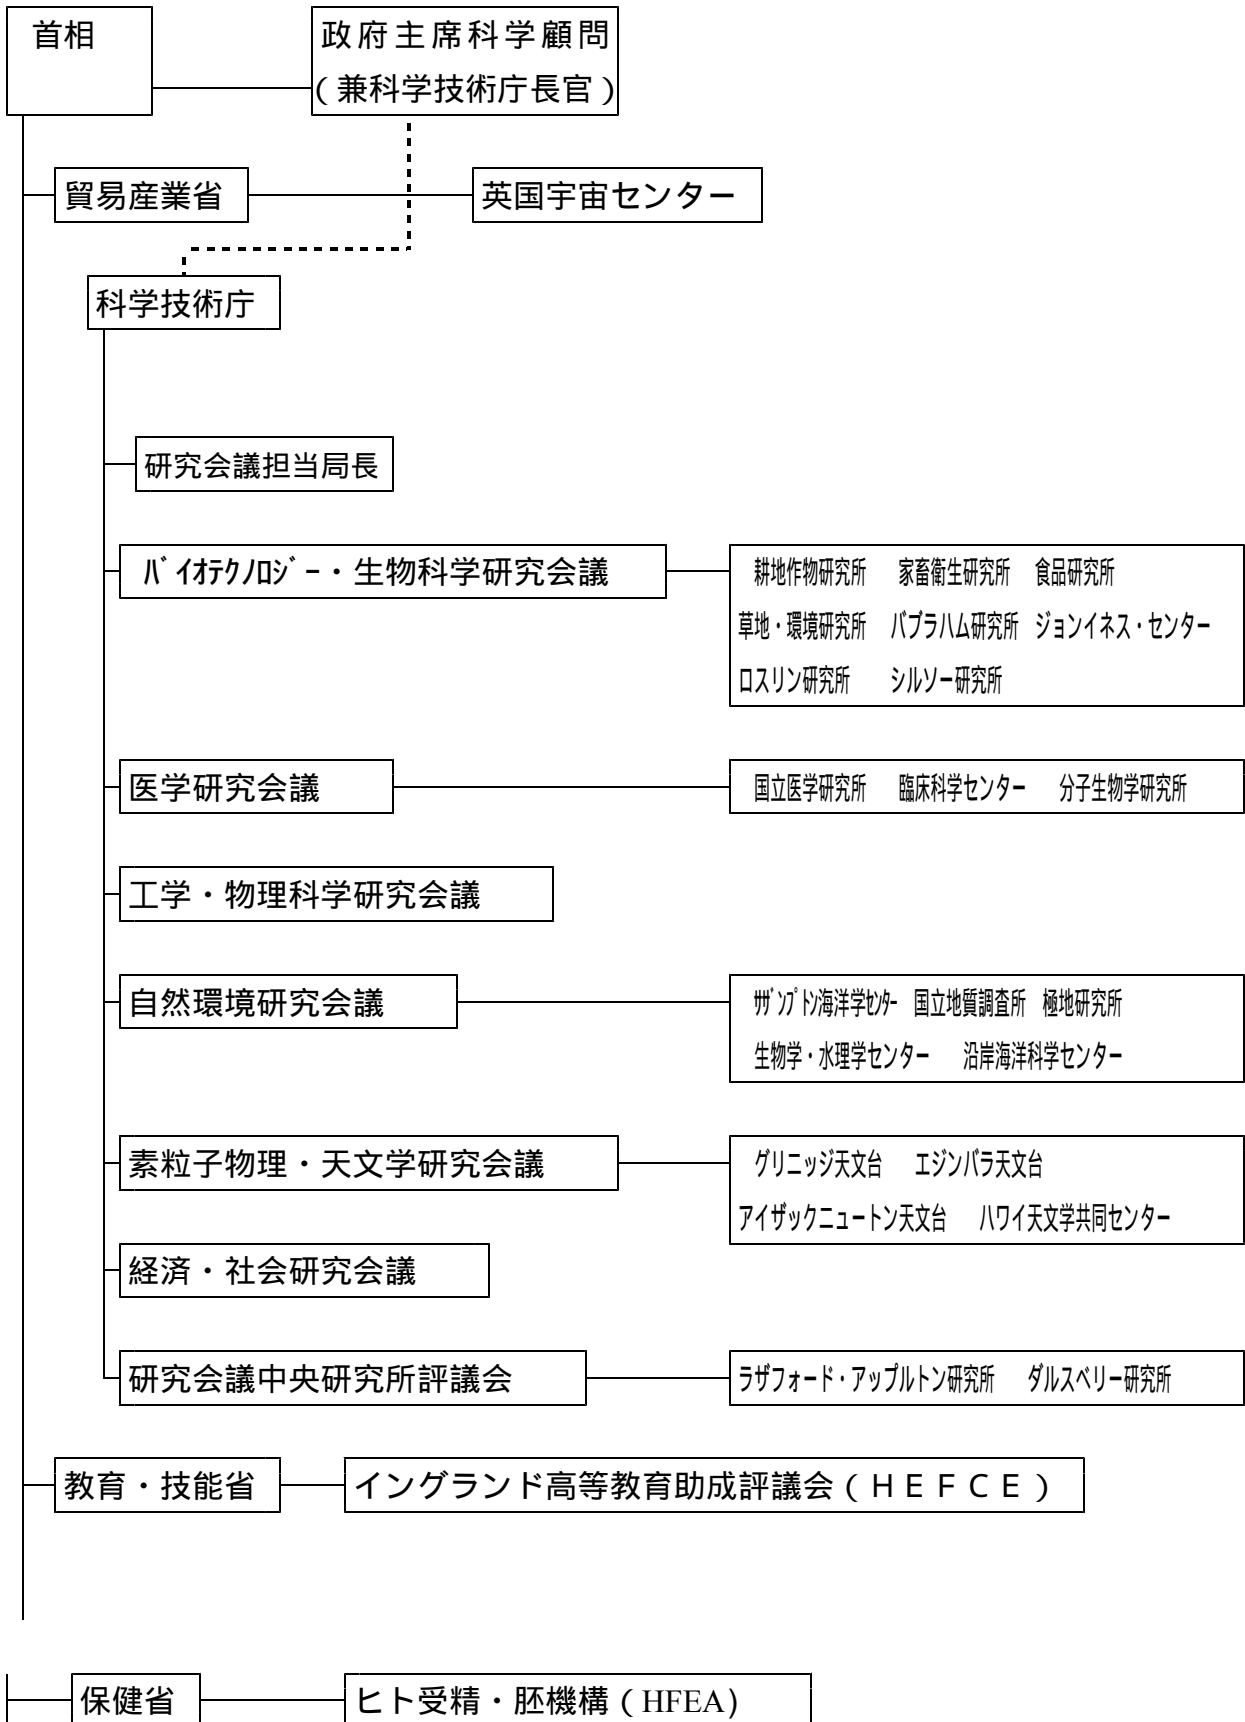 首相
政府主席科学顧問
（兼科学技術庁長官）
貿易産業省
英国宇宙センター
科学技術庁
研究会議担当局長
ﾊﾞｲｵﾃｸﾉﾛｼﾞｰ・生物科学研究会議
耕地作物研究所 家畜衛生研究所 食品研究所
草地・環境研究所 バブラハム研究所 ジョンイネス・センター
ロスリン研究所 シルソー研究所
医学研究会議
国立医学研究所 臨床科学センター 分子生物学研究所
工学・物理科学研究会議
自然環境研究会議
ｻｻﾞﾝﾌﾟﾄﾝ海洋学ｾﾝﾀｰ 国立地質調査所 極地研究所
生物学・水理学センター 沿岸海洋科学センター
素粒子物理・天文学研究会議
グリニッジ天文台 エジンバラ天文台
アイザックニュートン天文台 ハワイ天文学共同センター
経済・社会研究会議
研究会議中央研究所評議会
ラザフォード・アップルトン研究所 ダルスベリー研究所
教育・技能省
イングランド高等教育助成評議会（ＨＥＦＣＥ）
保健省
ヒト受精・胚機構（HFEA)